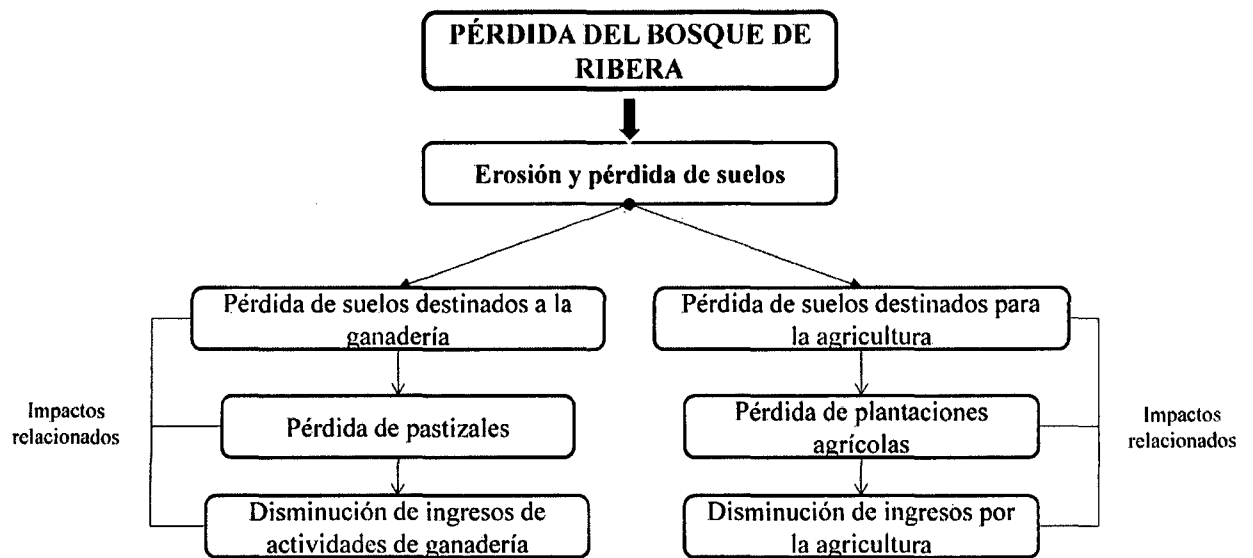 PÉRDIDA DEL BOSQUE DE
RIBERA
Erosión y pérdida de suelos
Pérdida de suelos destinados a la
ganadería
Pérdida de suelos destinados para
la agricultura
Impactos
relacionados
Pérdida de pastizales
Pérdida de plantaciones
agrícolas
Impactos
relacionados
Disminución de ingresos de
actividades de ganadería
Disminución de ingresos por
la agricultura